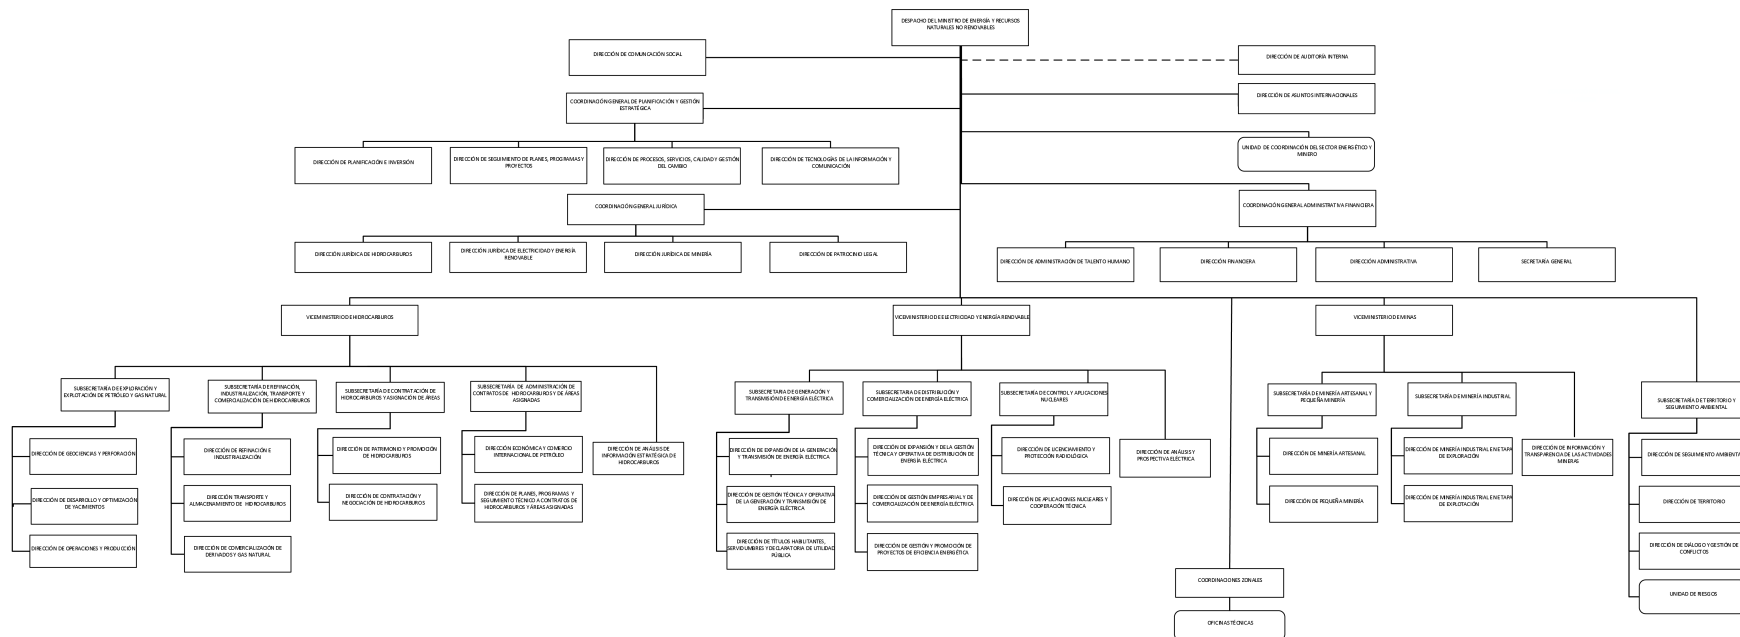 DESPACHO DEL MINISTRO DE ENERGÍA Y RECURSOS
NATURALES NO RENOVABLES
DIRECCIÓN DE COMUNCACIÓN SOCIAL
DIRECCIÓN DE AUDITORÍA INTERNA
DIRECCIÓN DE ASUNTOS INTERNACIONALES
COORDINACIÓN GENERAL DE PLANIFICACIÓN Y GESTIÓN
ESTRATÉGICA
UNIDAD DE COORDINACIÓN DEL SECTOR ENERGÉTICO Y
MINERO
DIRECCIÓN DE PLANIFICACIÓN E INVERSIÓN
DIRECCIÓN DE SEGUIMIENTO DE PLANES, PROGRAMAS Y
PROYECTOS
DIRECCIÓN DE PROCESOS, SERVICIOS, CALIDAD Y GESTIÓN
DEL CAMBIO
DIRECCIÓN DE TECNOLOGÍAS DE LA INFORMACIÓN Y
COMUNICACIÓN
COORDINACIÓN GENERAL JURÍDICA
COORDINACIÓN GENERAL ADMINISTRATIVA FINANCIERA
DIRECCIÓN JURÍDICA DE HIDROCARBUROS
DIRECCIÓN JURÍDICA DE ELECTRICIDAD Y ENERGÍA
RENOVABLE
DIRECCIÓN JURÍDICA DE MINERÍA
DIRECCIÓN DE PATROCINIO LEGAL
DIRECCIÓN DE ADMINISTRACIÓN DE TALENTO HUMANO
DIRECCIÓN FINANCIERA
DIRECCIÓN ADMINISTRATIVA
SECRETARÍA GENERAL
VICEMINISTERIO DE HIDROCARBUROS
VICEMINISTERIO DE ELECTRICIDAD Y ENERGÍA RENOVABLE
VICEMINISTERIO DE MINAS
SUBSECRETARÍA DE EXPLORACIÓN Y
EXPLOTACIÓN DE PETRÓLEO Y GAS NATURAL
SUBSECRETARÍA DE REFINACIÓN,
INDUSTRIALIZACIÓN, TRANSPORTE Y
COMERCIALIZACIÓN DE HIDROCARBUROS
SUBSECRETARÍA DE CONTRATACIÓN DE
HIDROCARBUROS Y ASIGNACIÓN DE ÁREAS
SUBSECRETARÍA DE ADMINISTRACIÓN DE
CONTRATOS DE HIDROCARBUROS Y DE ÁREAS
ASIGNADAS
SUBSECRETARIA DE GENERACIÓN Y
TRANSMISIÓN DE ENERGÍA ELÉCTRICA
SUBSECRETARIA DE DISTRIBUCIÓN Y
COMERCIALIZACIÓN DE ENERGÍA ELÉCTRICA
SUBSECRETARÍA DE CONTROL Y APLICACIONES
NUCLEARES
SUBSECRETARÍA DE MINERÍA ARTESANAL Y
PEQUEÑA MINERÍA
SUBSECRETARÍA DE MINERÍA INDUSTRIAL
SUBSECRETARÍA DE TERRITORIO Y
SEGUIMIENTO AMBIENTAL
DIRECCIÓN DE GEOCIENCIAS Y PERFORACIÓN
DIRECCIÓN DE DESARROLLO Y OPTIMIZACIÓN
DE YACIMIENTOS
DIRECCIÓN DE OPERACIONES Y PRODUCCIÓN
DIRECCIÓN DE REFINACIÓN E
INDUSTRIALIZACIÓN
DIRECCIÓN TRANSPORTE Y
ALMACENAMIENTO DE HIDROCARBUROS
DIRECCIÓN DE COMERCIALIZACIÓN DE
DERIVADOS Y GAS NATURAL
DIRECCIÓN DE PATRIMONIO Y PROMOCIÓN
DE HIDROCARBUROS
DIRECCIÓN DE CONTRATACIÓN Y
NEGOCIACIÓN DE HIDROCARBUROS
DIRECCIÓN ECONÓMICA Y COMERCIO
INTERNACIONAL DE PETRÓLEO
DIRECCIÓN DE PLANES, PROGRAMAS Y
SEGUIMIENTO TÉCNICO A CONTRATOS DE
HIDROCARBUROS Y ÁREAS ASIGNADAS
DIRECCIÓN DE ANÁLISIS DE
INFORMACIÓN ESTRATÉGICA DE
HIDROCARBUROS
DIRECCIÓN DE EXPANSIÓN DE LA GENERACIÓN
Y TRANSMISIÓN DE ENERGÍA ELÉCTRICA.
DIRECCIÓN DE GESTIÓN TÉCNICA Y OPERATIVA
DE LA GENERACIÓN Y TRANSMISIÓN DE
ENERGÍA ELÉCTRICA
DIRECCIÓN DE TÍTULOS HABILITANTES,
SERVIDUMBRES Y DECLARATORIA DE UTILIDAD
PÚBLICA
DIRECCIÓN DE EXPANSIÓN Y DE LA GESTIÓN
TÉCNICA Y OPERATIVA DE DISTRIBUCIÓN DE
ENERGÍA ELÉCTRICA
DIRECCIÓN DE GESTIÓN EMPRESARIAL Y DE
COMERCIALIZACIÓN DE ENERGÍA ELÉCTRICA
DIRECCIÓN DE GESTIÓN Y PROMOCIÓN DE
PROYECTOS DE EFICIENCIA ENERGÉTICA
DIRECCIÓN DE LICENCIAMIENTO Y
PROTECCIÓN RADIOLÓGICA
DIRECCIÓN DE APLICACIONES NUCLEARES Y
COOPERACIÓN TÉCNICA
DIRECCIÓN DE ANÁLISIS Y
PROSPECTIVA ELÉCTRICA
DIRECCIÓN DE MINERÍA ARTESANAL
DIRECCIÓN DE PEQUEÑA MINERÍA
DIRECCIÓN DE MINERÍA INDUSTRIAL EN ETAPA
DE EXPLORACIÓN
DIRECCIÓN DE MINERÍA INDUSTRIAL EN ETAPA
DE EXPLOTACIÓN
DIRECCIÓN DE INFORMACIÓN Y
TRANSPARENCIA DE LAS ACTIVIDADES
MINERAS
DIRECCIÓN DE SEGUIMIENTO AMBIENTA
DIRECCIÓN DE TERRITORIO
DIRECCIÓN DE DIÁLOGO Y GESTIÓN DE
CONFLICTOS
UNIDAD DE RIESGOS
COORDINACIONES ZONALES
OFICINAS TÉCNICAS